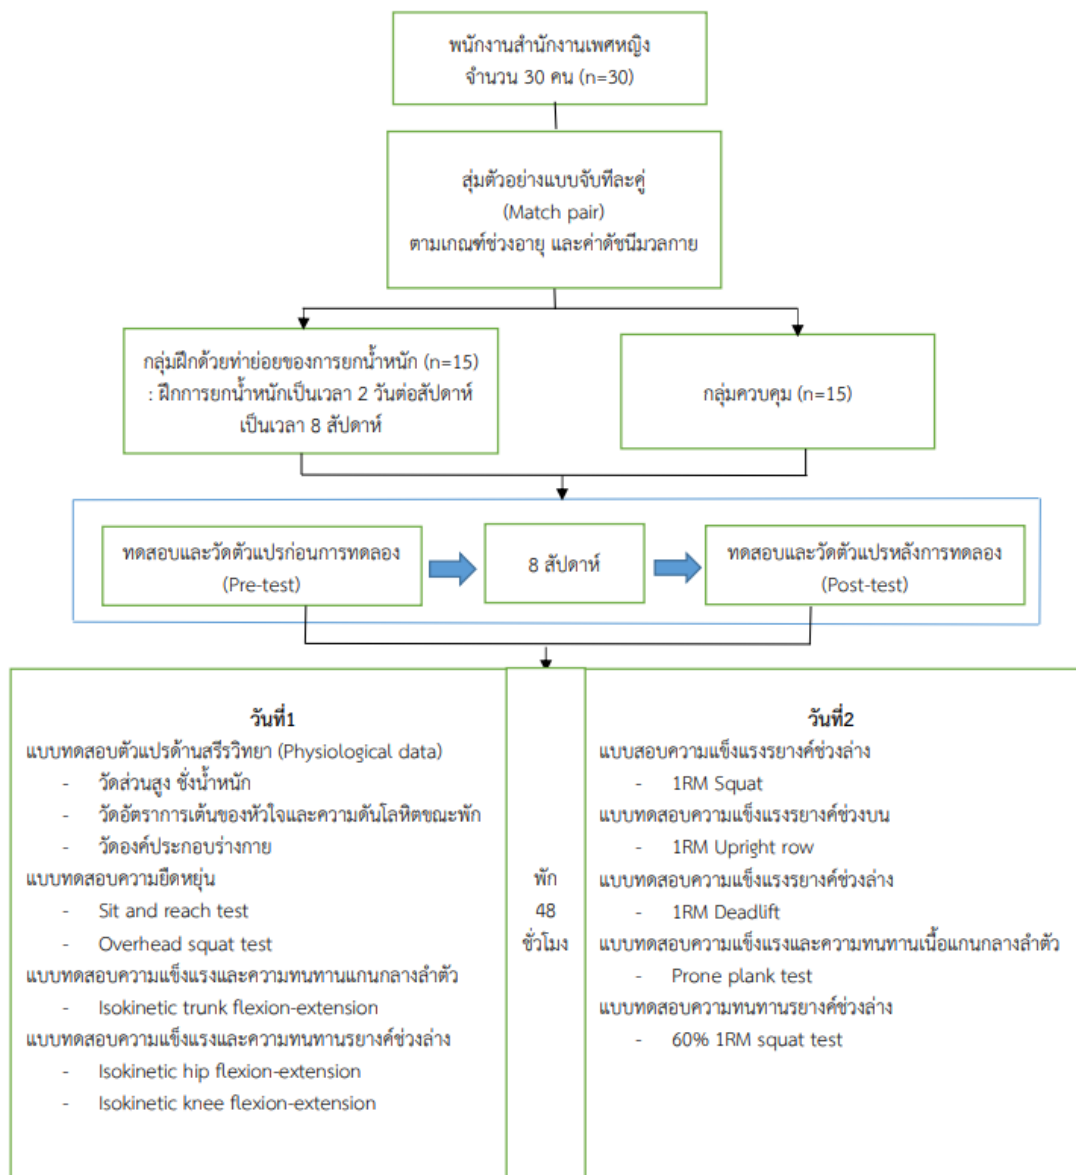 พนักงานสำนักงานเพศหญิง
จำนวน 30 คน (n=30)
สุ่มตัวอย่างแบบจับทีละคู่
(Match pair)
ตามเกณฑ์ช่วงอายุ และค่าดัชนีมวลกาย
กลุ่มฝึกด้วยท่าย่อยของการยกน้ำหนัก (n=15)
: ฝึกการยกน้ำหนักเป็นเวลา 2 วันต่อสัปดาห์
เป็นเวลา 8 สัปดาห์
กลุ่มควบคุม (n=15)
ทดสอบและวัดตัวแปรก่อนการทดลอง
(Pre-test)
8 สัปดาห์
ทดสอบและวัดตัวแปรหลังการทดลอง
(Post-test)
วันที่1
แบบทดสอบตัวแปรด้านสรีรวิทยา (Physiological data)
- วัดส่วนสูง ชั่งน้ำหนัก
- วัดอัตราการเต้นของหัวใจและความดันโลหิตขณะพัก
- วัดองค์ประกอบร่างกาย
แบบทดสอบความยืดหยุ่น
- Sit and reach test
- Overhead squat test
แบบทดสอบความแข็งแรงและความทนทานแกนกลางลำตัว
- Isokinetic trunk flexion-extension
แบบทดสอบความแข็งแรงและความทนทานรยางค์ช่วงล่าง
- Isokinetic hip flexion-extension
- Isokinetic knee flexion-extension
พัก
48
ชั่วโมง
วันที่2
แบบสอบความแข็งแรงรยางค์ช่วงล่าง
- 1RM Squat
แบบทดสอบความแข็งแรงรยางค์ช่วงบน
- 1RM Upright row
แบบทดสอบความแข็งแรงรยางค์ช่วงล่าง
- 1RM Deadlift
แบบทดสอบความแข็งแรงและความทนทานเนื้อแกนกลางลำตัว
- Prone plank test
แบบทดสอบความทนทานรยางค์ช่วงล่าง
- 60% 1RM squat test